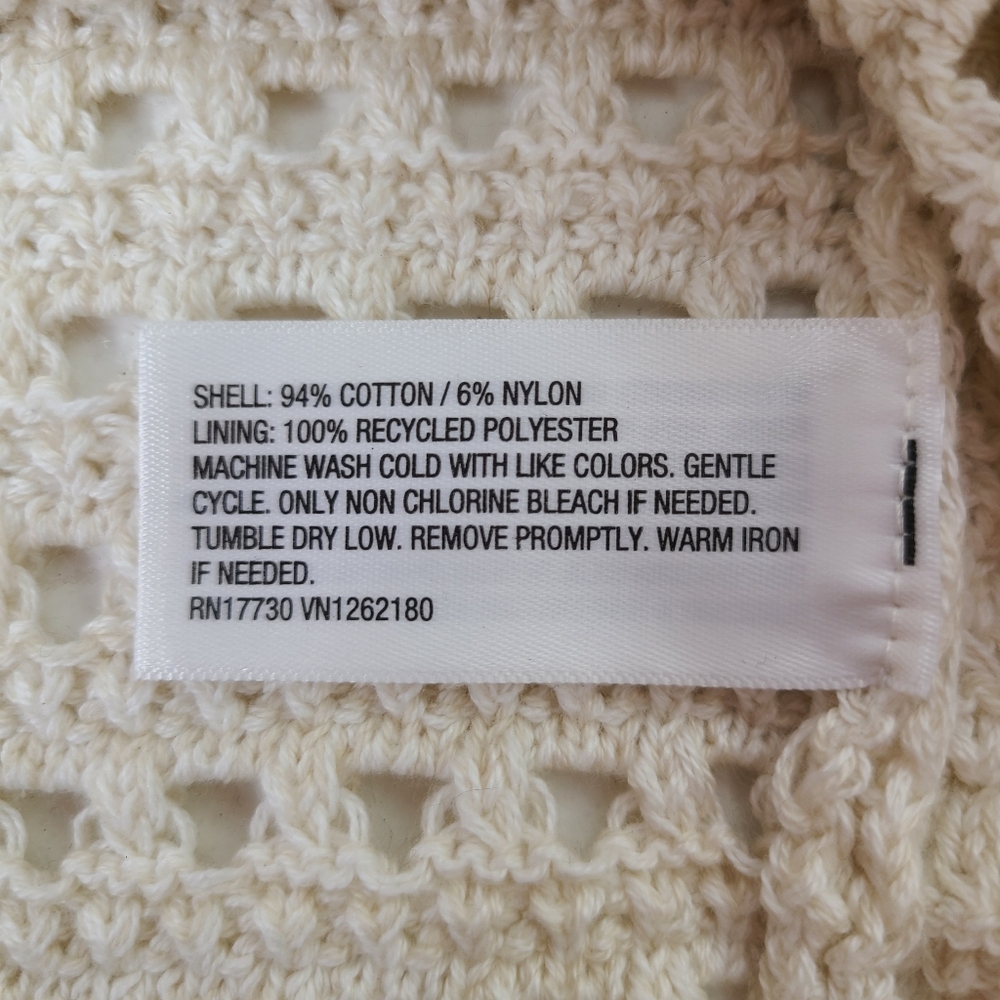 SHELL: 94% COTTON / 6% NYLON
LINING: 100% RECYCLED POLYESTER
MACHINE WASH COLD WITH LIKE COLORS. GENTLE
CYCLE. ONLY NON CHLORINE BLEACH IF NEEDED.
TUMBLE DRY LOW. REMOVE PROMPTLY. WARM IRON
IF NEEDED.
RN17730 VN1262180